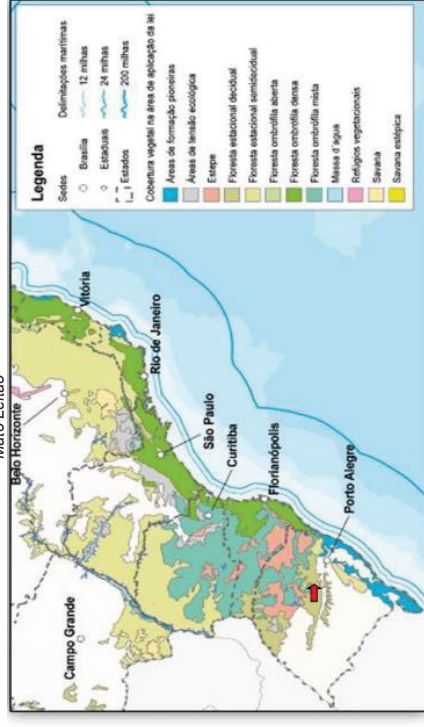 Mato Leitão
Legenda
Sedes
Brasília
Estaduais
Estados
Delimitações marítimas
12 milhas
24 milhas
200 milhas
Cobertura vegetal na área de aplicação da lei
Áreas de formação pioneiras
Áreas de tensão ecológica
Estepe
Floresta estacional decidual
Floresta estacional semidecidual
Floresta ombrófila aberta
Floresta ombrófila densa
Floresta ombrófila mista
Massa d'agua
Refúgios vegetacionais
Savana
Savana estépica
Campo Grande
Belo Horizonte
Vitória
Rio de Janeiro
São Paulo
Curitiba
Florianópolis
Porto Alegre